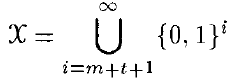 𝒳 = ⋃_{i=m+t+1}^{∞} {0, 1}^i